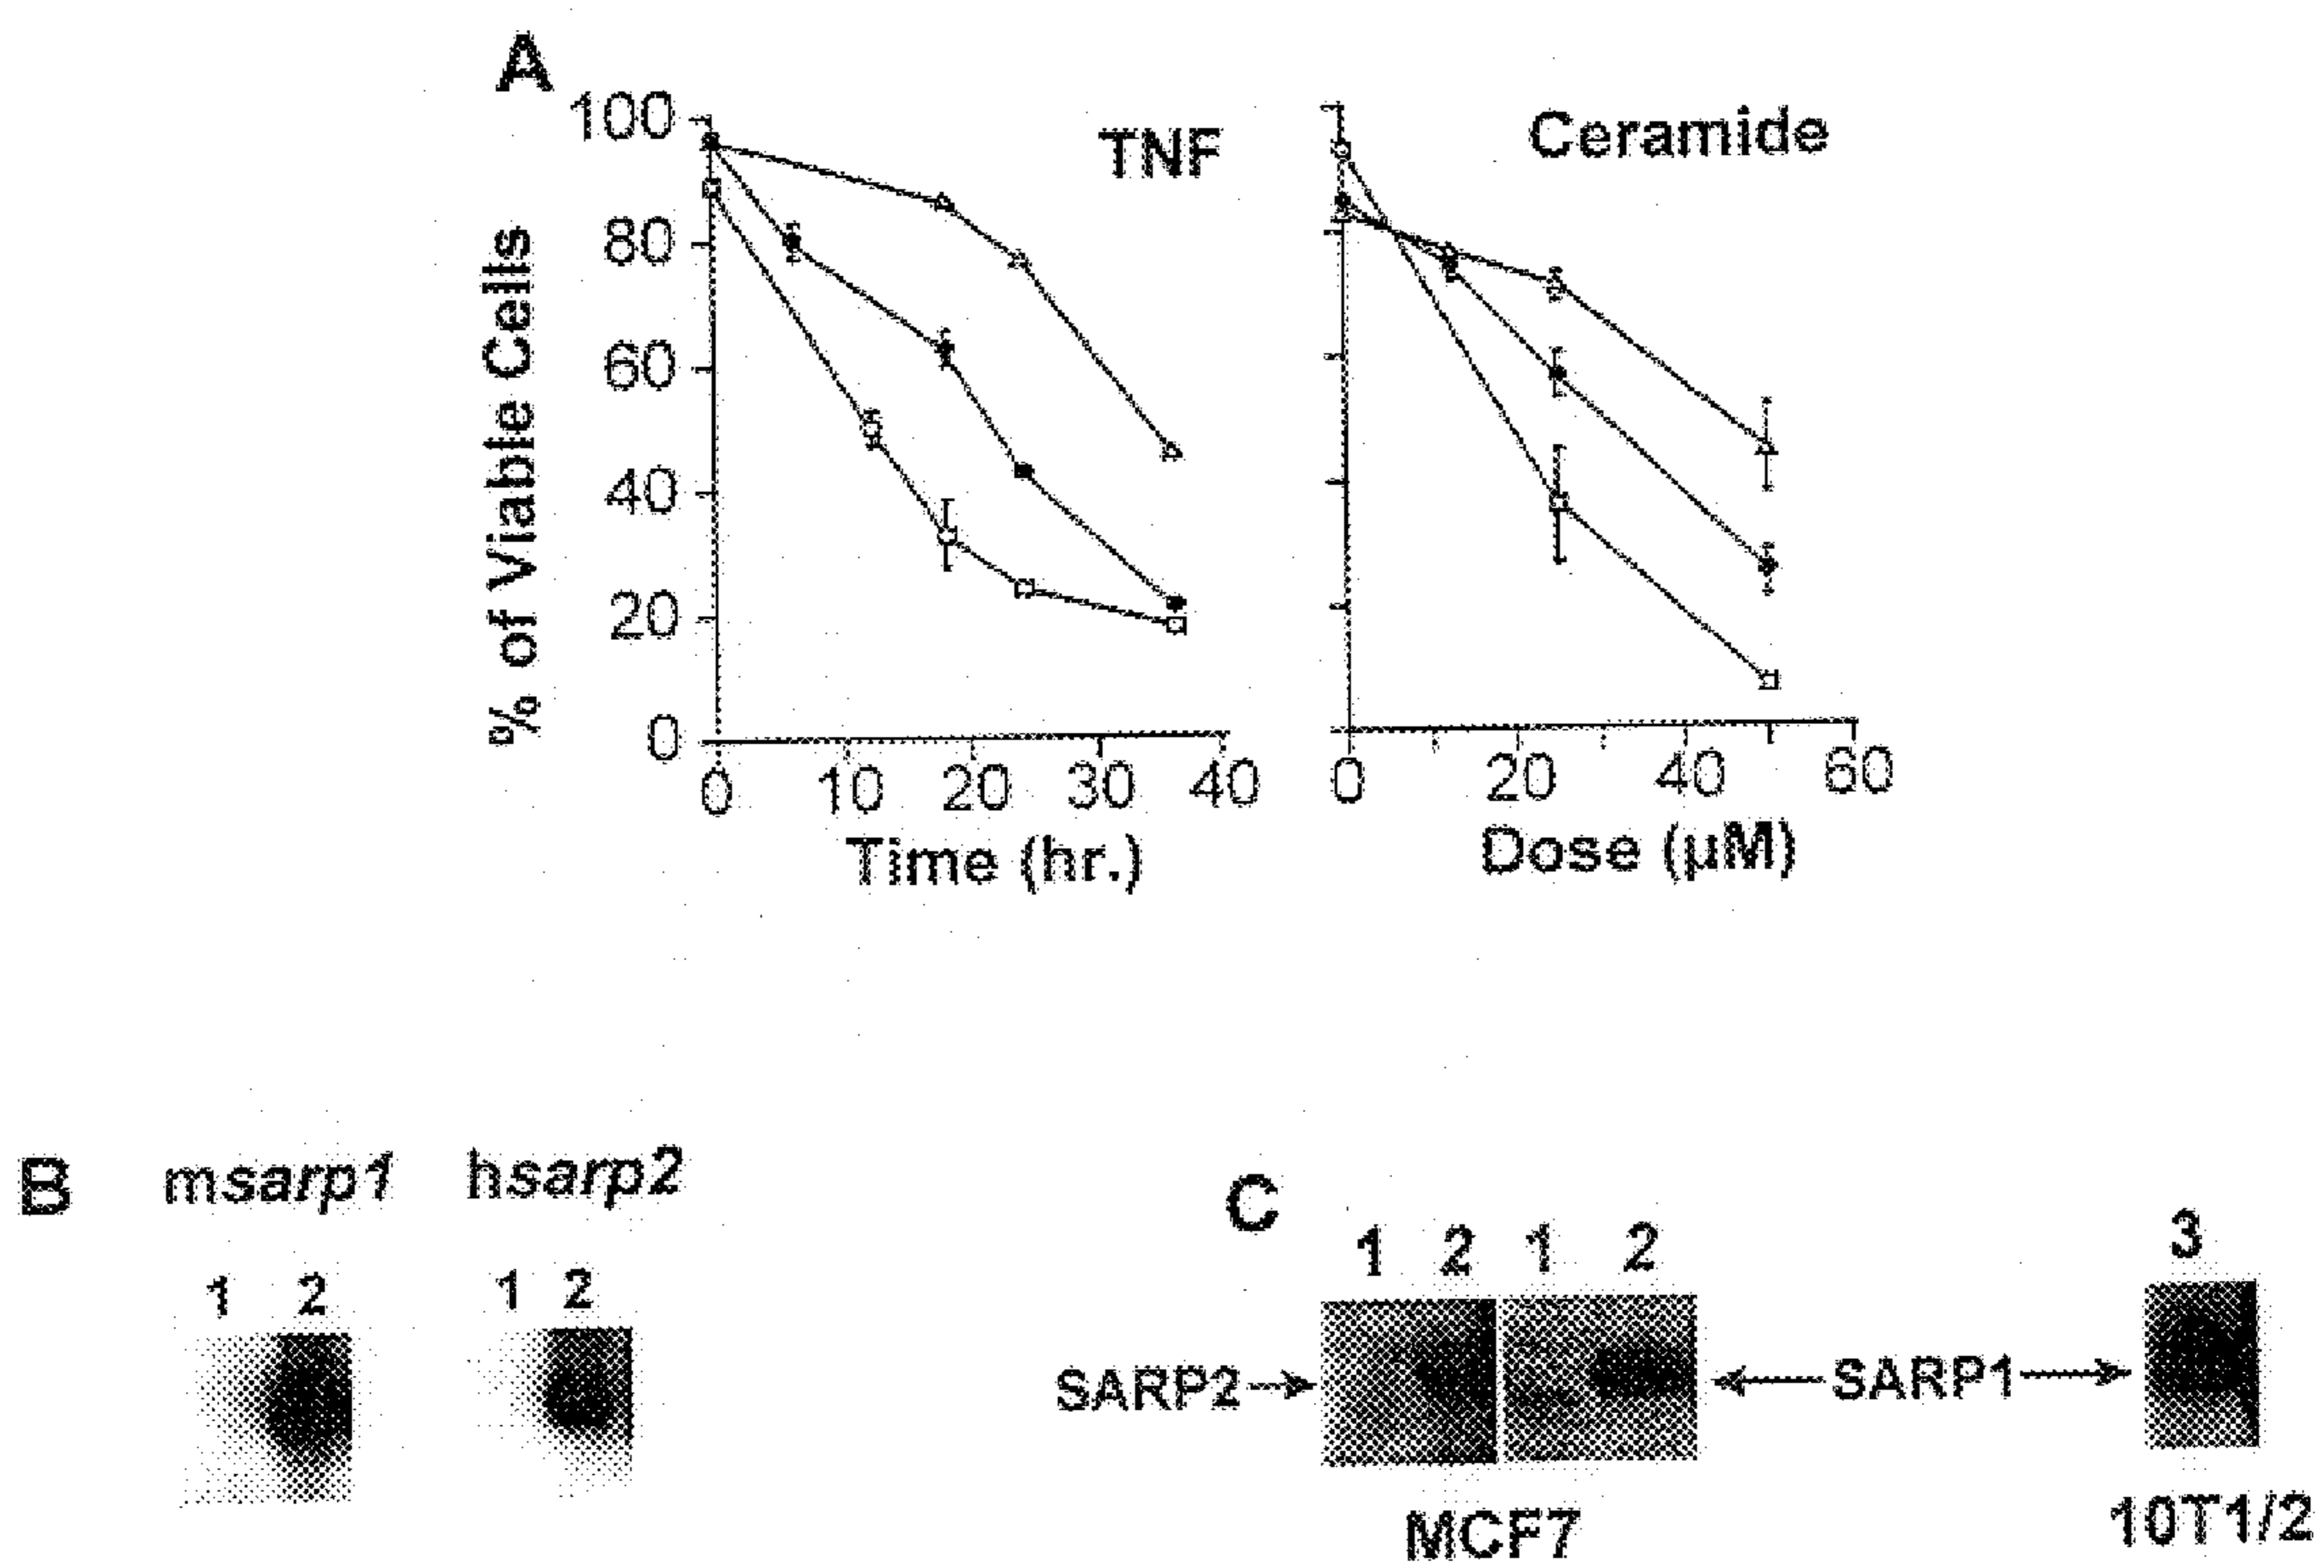 A
TNF
Ceramide
% of Viable Cells
100
80
60
40
20
0
0 10 20 30 40
Time (hr.)
0 20 40 60
Dose (µM)
B
msarp1 hsarp2
1 2 1 2
C
1 2 1 2 3
SARP2 SARP1
MCF7
10T1/2